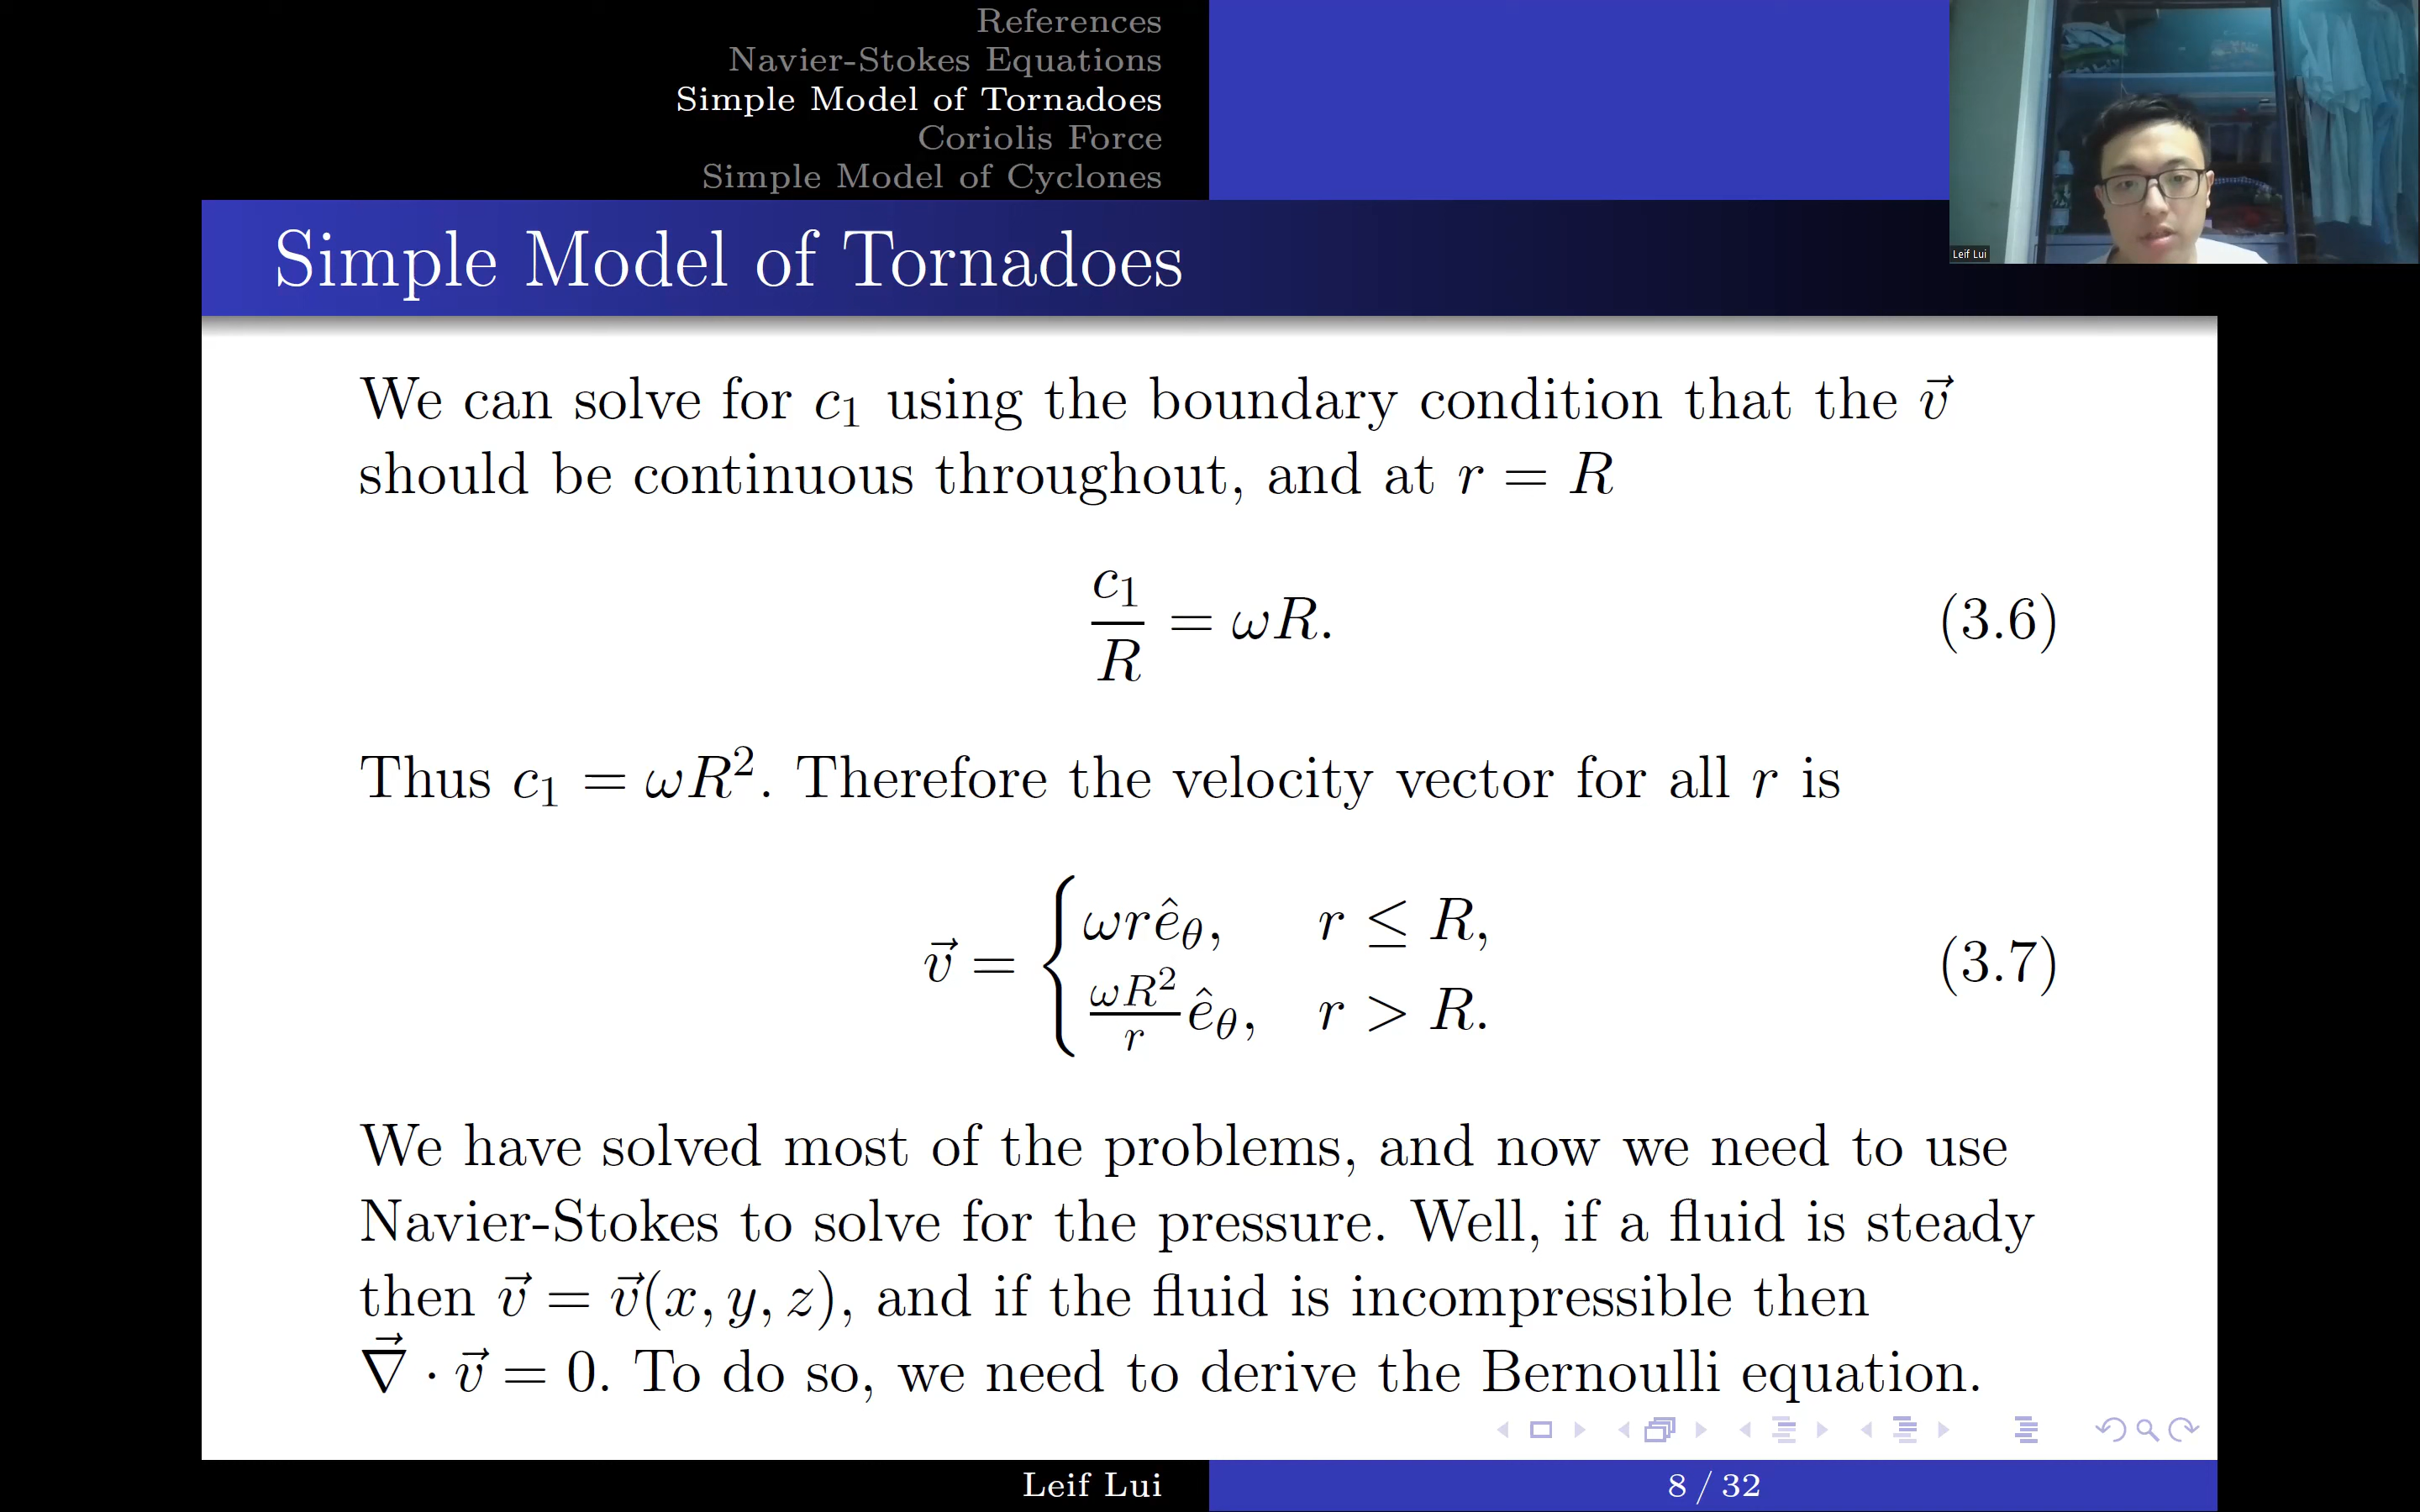 References
Navier-Stokes Equations
Simple Model of Tornadoes
Coriolis Force
Simple Model of Cyclones
Leif Lui
Simple Model of Tornadoes
We can solve for c₁ using the boundary condition that the v⃗
should be continuous throughout, and at r = R
c₁/R = ωR. (3.6)
Thus c₁ = ωR². Therefore the velocity vector for all r is
v⃗ = { ωrê_θ, r ≤ R,
ωR²/r ê_θ, r > R. (3.7)
We have solved most of the problems, and now we need to use
Navier-Stokes to solve for the pressure. Well, if a fluid is steady
then v⃗ = v⃗(x, y, z), and if the fluid is incompressible then
∇⃗ · v⃗ = 0. To do so, we need to derive the Bernoulli equation.
Leif Lui 8 / 32